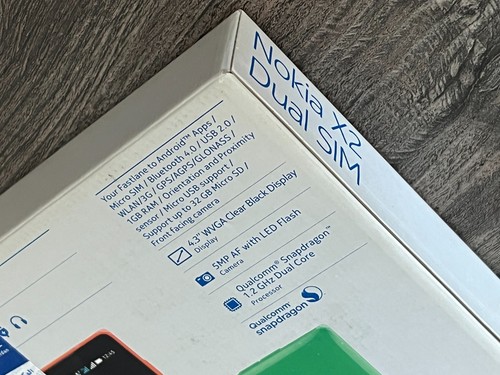 Nokia X2
Dual SIM
Your Fastlane to Android™ Apps /
Micro SIM / Bluetooth 4.0 / USB 2.0 /
WLAN/3G / GPS/AGPS/GLONASS /
1GB RAM / Orientation and Proximity
sensor / Micro USB support /
Support up to 32 GB Micro SD /
Front facing camera
4.3" WVGA Clear Black Display
Display
5MP AF with LED Flash
Camera
Qualcomm® Snapdragon™
1.2 GHz Dual Core
Processor
Qualcomm®
snapdragon
12:45